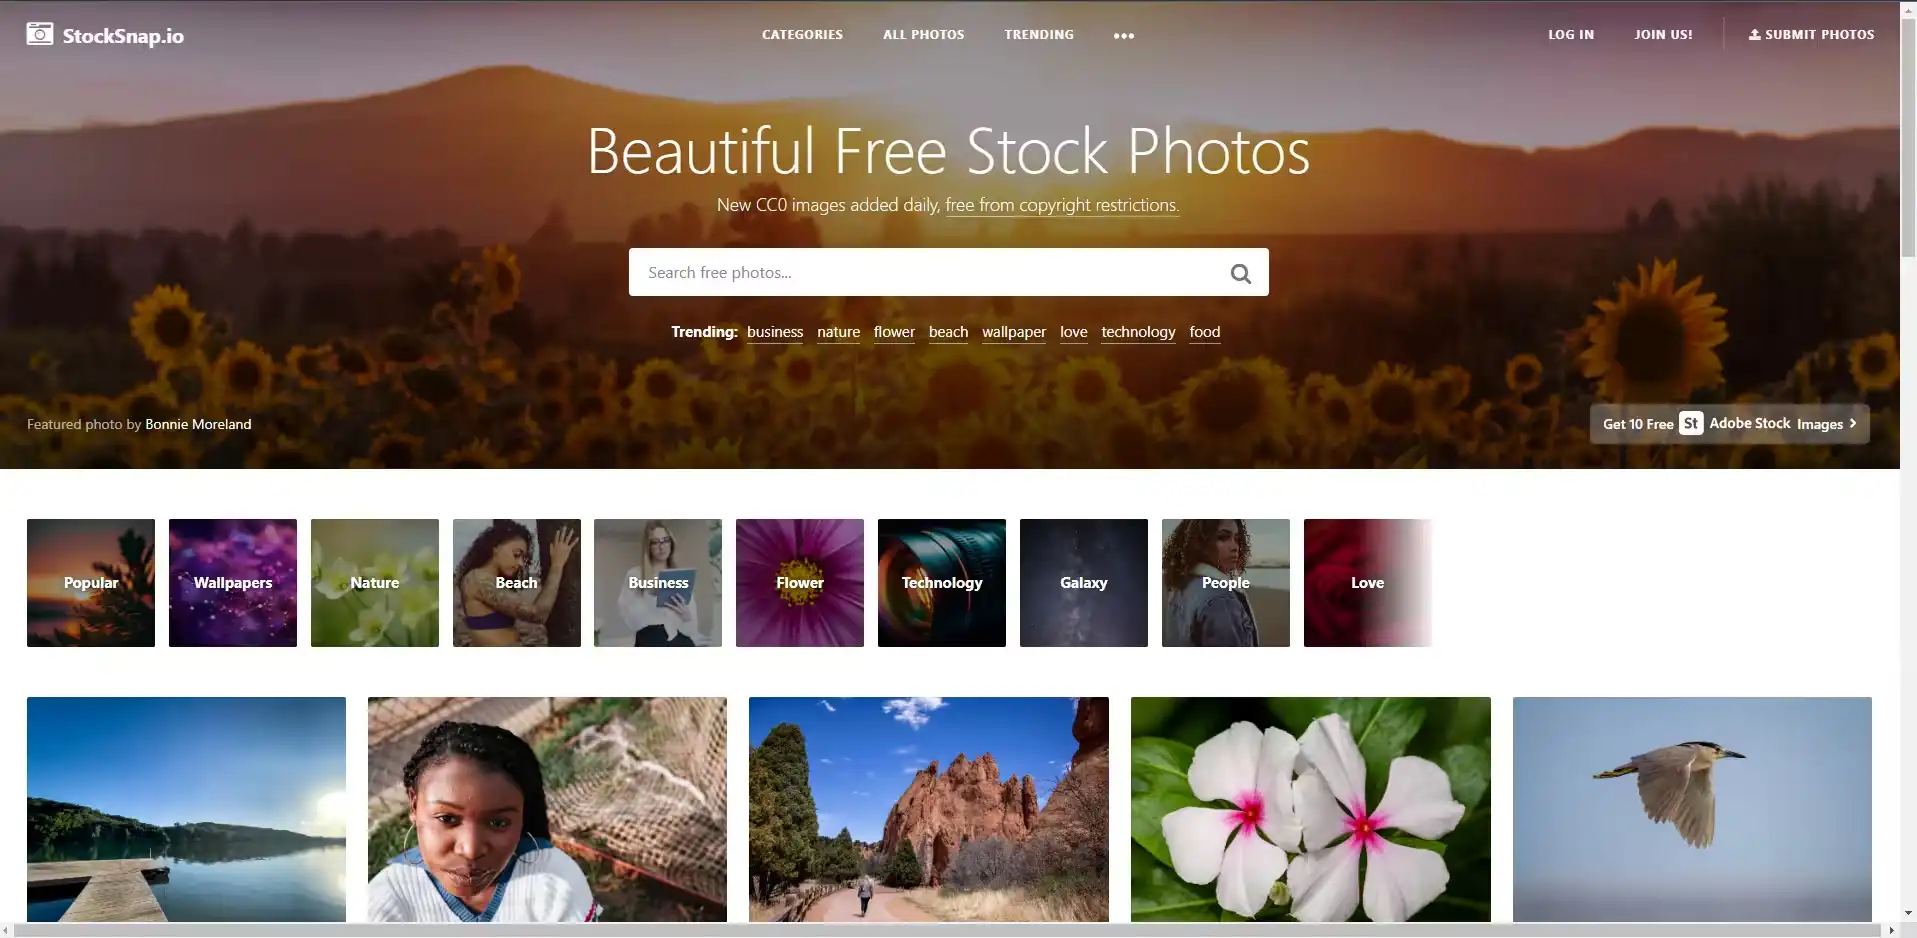 StockSnap.io
CATEGORIES
ALL PHOTOS
TRENDING
•••
LOG IN
JOIN US!
SUBMIT PHOTOS
Beautiful Free Stock Photos
New CC0 images added daily, free from copyright restrictions.
Search free photos...
Trending: business nature flower beach wallpaper love technology food
Featured photo by Bonnie Moreland
Get 10 Free St Adobe Stock Images >
Popular
Wallpapers
Nature
Beach
Business
Flower
Technology
Galaxy
People
Love